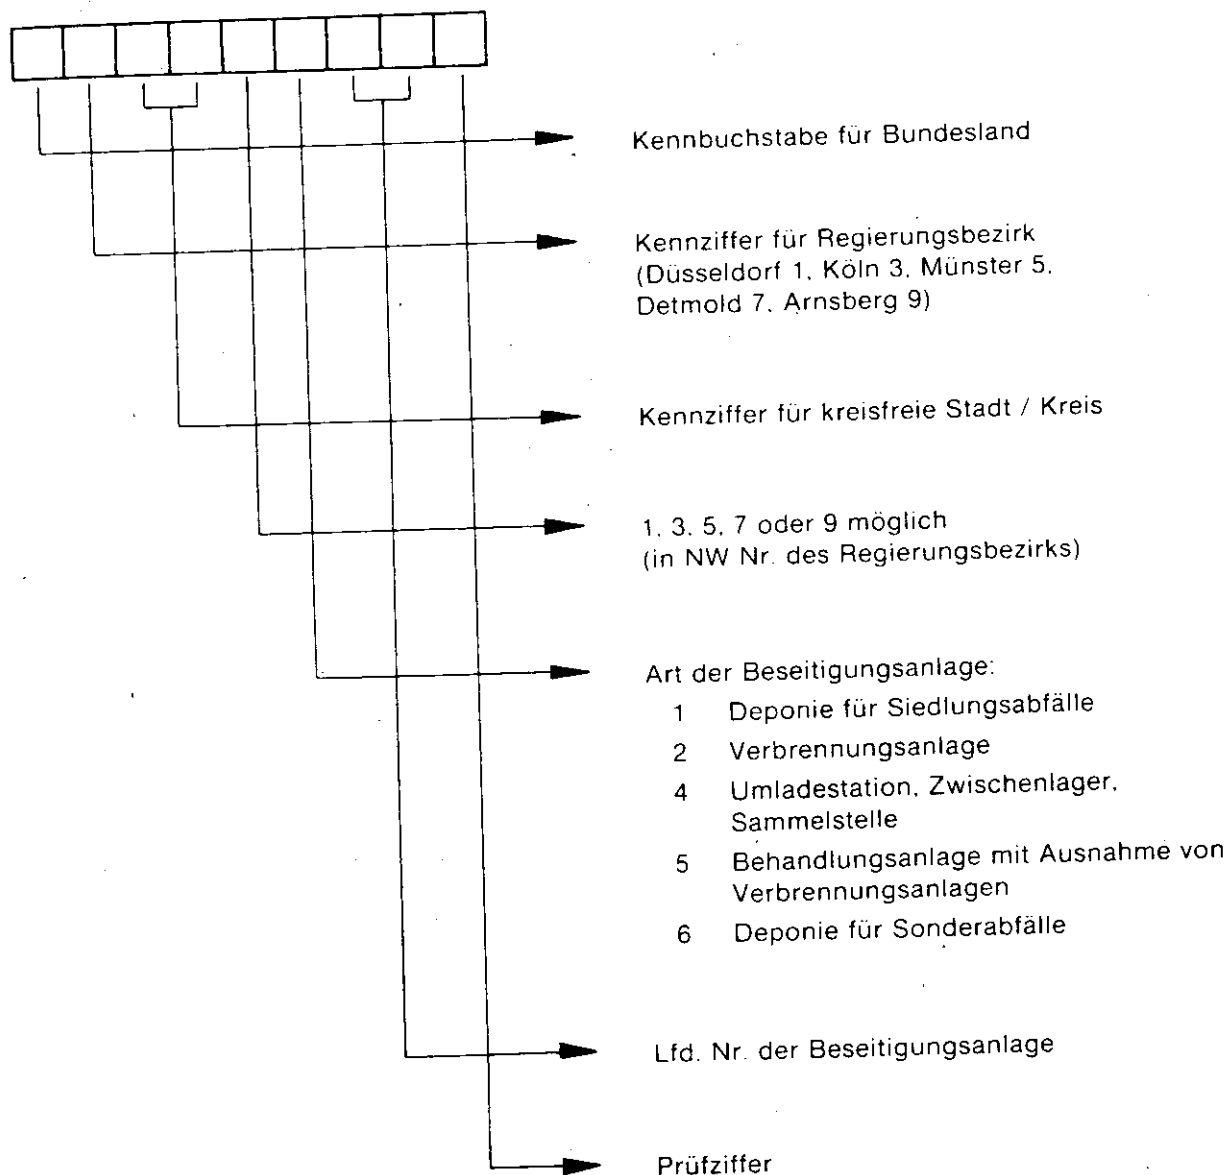 Kennbuchstabe für Bundesland
Kennziffer für Regierungsbezirk
(Düsseldorf 1, Köln 3, Münster 5,
Detmold 7, Arnsberg 9)
Kennziffer für kreisfreie Stadt / Kreis
1, 3, 5, 7 oder 9 möglich
(in NW Nr. des Regierungsbezirks)
Art der Beseitigungsanlage:
1 Deponie für Siedlungsabfälle
2 Verbrennungsanlage
4 Umladestation, Zwischenlager,
Sammelstelle
5 Behandlungsanlage mit Ausnahme von
Verbrennungsanlagen
6 Deponie für Sonderabfälle
Lfd. Nr. der Beseitigungsanlage
Prüfziffer